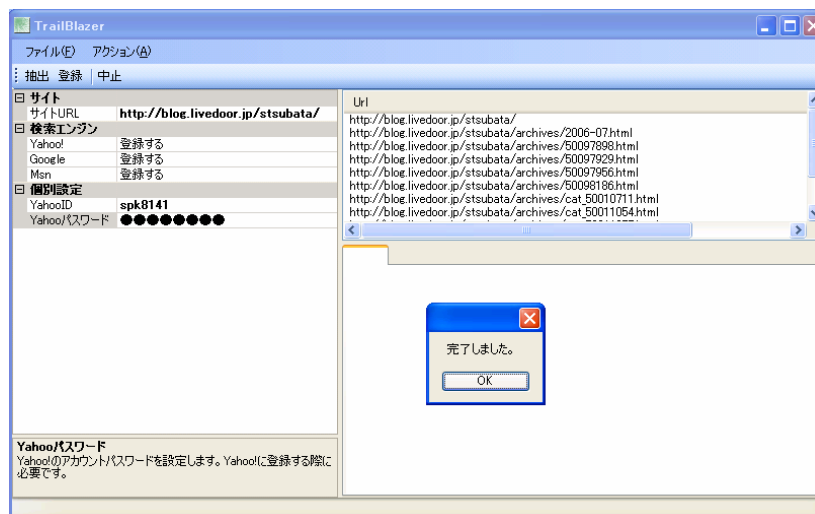 TrailBlazer
ファイル(F) アクション(A)
抽出 登録 中止
サイト
サイトURL http://blog.livedoor.jp/stsubata/
検索エンジン
Yahoo! 登録する
Google 登録する
Msn 登録する
個別設定
YahooID spk8141
Yahooパスワード ●●●●●●●●
Yahooパスワード
Yahoo!のアカウントパスワードを設定します。Yahoo!に登録する際に
必要です。
Url
http://blog.livedoor.jp/stsubata/
http://blog.livedoor.jp/stsubata/archives/2006-07.html
http://blog.livedoor.jp/stsubata/archives/50097898.html
http://blog.livedoor.jp/stsubata/archives/50097929.html
http://blog.livedoor.jp/stsubata/archives/50097956.html
http://blog.livedoor.jp/stsubata/archives/50098186.html
http://blog.livedoor.jp/stsubata/archives/cat_50010711.html
http://blog.livedoor.jp/stsubata/archives/cat_50011054.html
完了しました。
OK